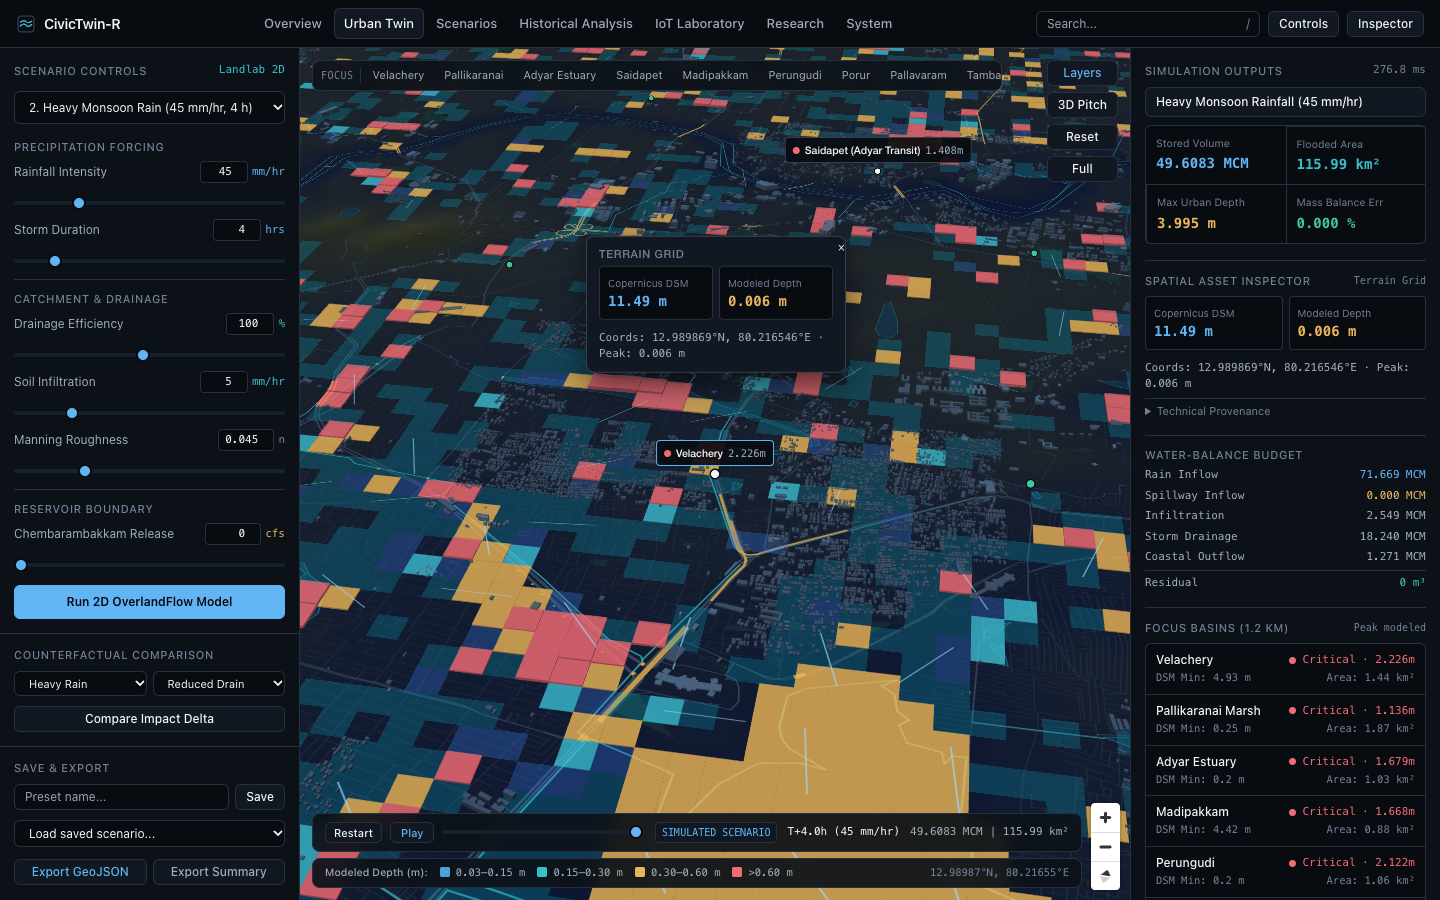 CivicTwin-R
Overview
Urban Twin
Scenarios
Historical Analysis
IoT Laboratory
Research
System
Search...
/
Controls
Inspector
SCENARIO CONTROLS
Landlab 2D
2. Heavy Monsoon Rain (45 mm/hr, 4 h)
PRECIPITATION FORCING
Rainfall Intensity
45
mm/hr
Storm Duration
4
hrs
CATCHMENT & DRAINAGE
Drainage Efficiency
100
%
Soil Infiltration
5
mm/hr
Manning Roughness
0.045
n
RESERVOIR BOUNDARY
Chembarambakkam Release
0
cfs
Run 2D OverlandFlow Model
COUNTERFACTUAL COMPARISON
Heavy Rain
Reduced Drain
Compare Impact Delta
SAVE & EXPORT
Preset name...
Save
Load saved scenario...
Export GeoJSON
Export Summary
FOCUS
Velachery
Pallikaranai
Adyar Estuary
Saidapet
Madipakkam
Perungudi
Porur
Pallavaram
Tamba
Layers
3D Pitch
Reset
Full
Saidapet (Adyar Transit) 1.408m
×
TERRAIN GRID
Copernicus DSM
11.49 m
Modeled Depth
0.006 m
Coords: 12.989869°N, 80.216546°E ·
Peak: 0.006 m
Velachery 2.226m
Restart
Play
SIMULATED SCENARIO
T+4.0h (45 mm/hr)
49.6083 MCM | 115.99 km²
Modeled Depth (m):
0.03–0.15 m
0.15–0.30 m
0.30–0.60 m
>0.60 m
12.98987°N, 80.21655°E
SIMULATION OUTPUTS
276.8 ms
Heavy Monsoon Rainfall (45 mm/hr)
Stored Volume
49.6083 MCM
Flooded Area
115.99 km²
Max Urban Depth
3.995 m
Mass Balance Err
0.000 %
SPATIAL ASSET INSPECTOR
Terrain Grid
Copernicus DSM
11.49 m
Modeled Depth
0.006 m
Coords: 12.989869°N, 80.216546°E · Peak:
0.006 m
Technical Provenance
WATER-BALANCE BUDGET
Rain Inflow 71.669 MCM
Spillway Inflow 0.000 MCM
Infiltration 2.549 MCM
Storm Drainage 18.240 MCM
Coastal Outflow 1.271 MCM
Residual 0 m³
FOCUS BASINS (1.2 KM)
Peak modeled
Velachery
Critical · 2.226m
DSM Min: 4.93 m
Area: 1.44 km²
Pallikaranai Marsh
Critical · 1.136m
DSM Min: 0.25 m
Area: 1.87 km²
Adyar Estuary
Critical · 1.679m
DSM Min: 0.2 m
Area: 1.03 km²
Madipakkam
Critical · 1.668m
DSM Min: 4.42 m
Area: 0.88 km²
Perungudi
Critical · 2.122m
DSM Min: 0.2 m
Area: 1.06 km²